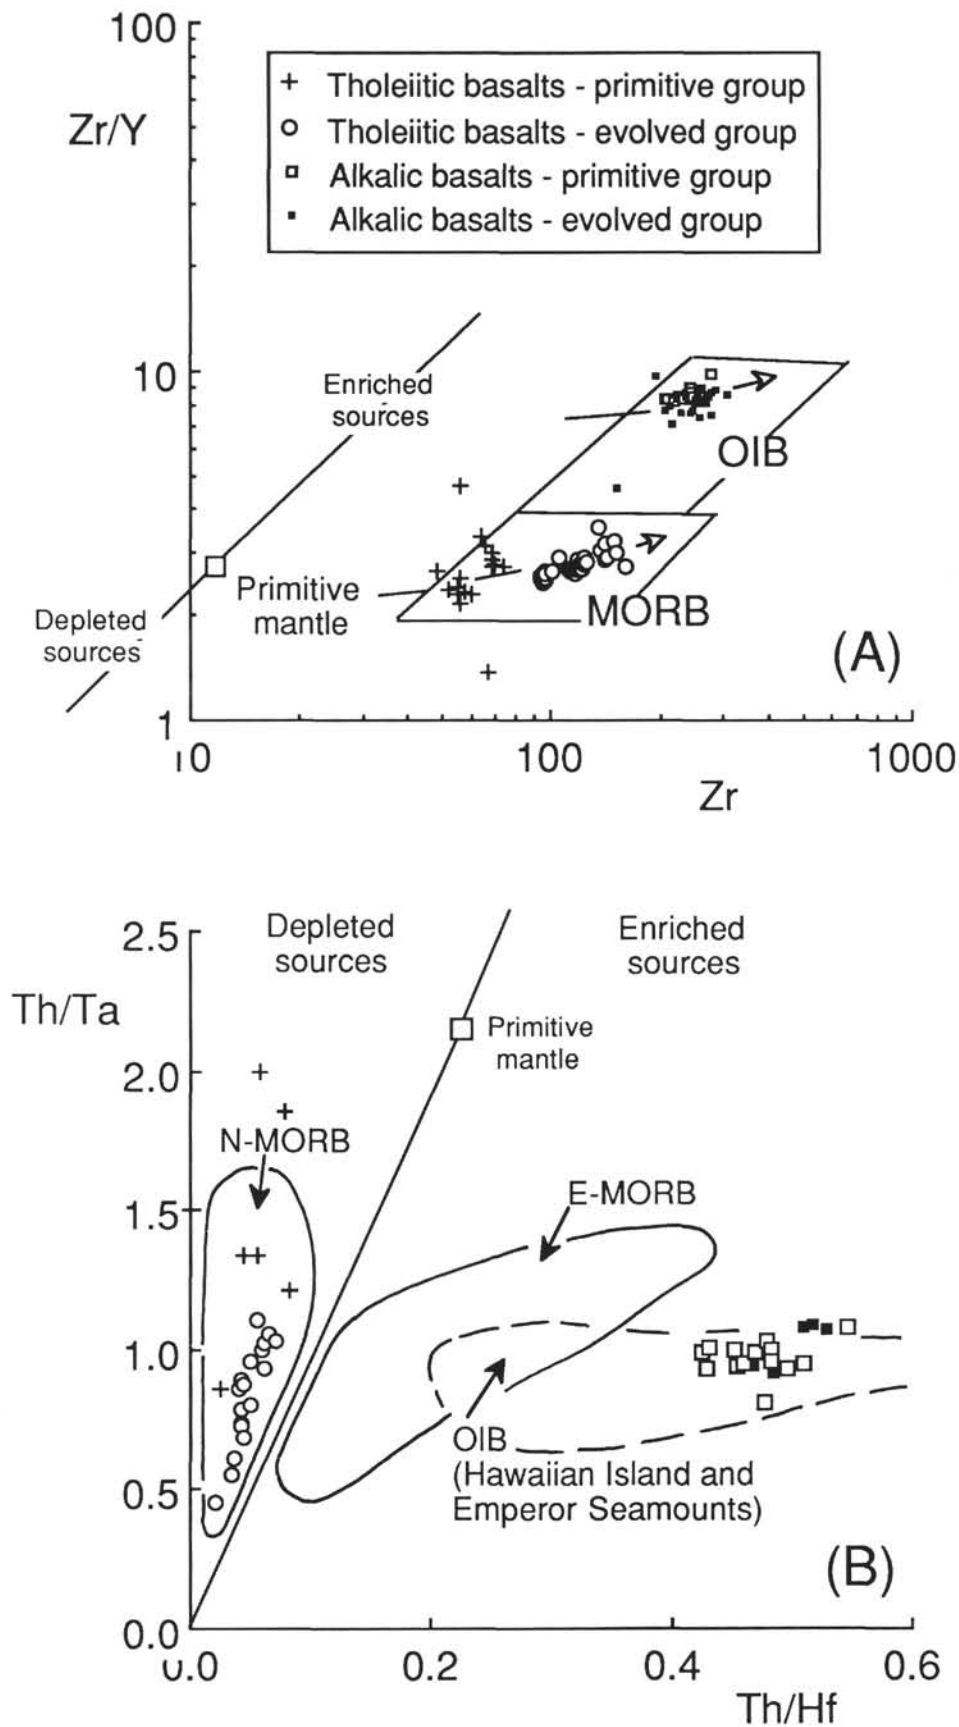 100
Zr/Y
Tholeiitic basalts - primitive group
Tholeiitic basalts - evolved group
Alkalic basalts - primitive group
Alkalic basalts - evolved group
10
Enriched
sources
OIB
Primitive
mantle
MORB
Depleted
sources
(A)
1
10
100
1000
Zr
Depleted
sources
Enriched
sources
2.5
Th/Ta
Primitive
mantle
2.0
N-MORB
E-MORB
1.5
1.0
OIB
(Hawaiian Island and
Emperor Seamounts)
0.5
(B)
0.0
0.0
0.2
0.4
0.6
Th/Hf